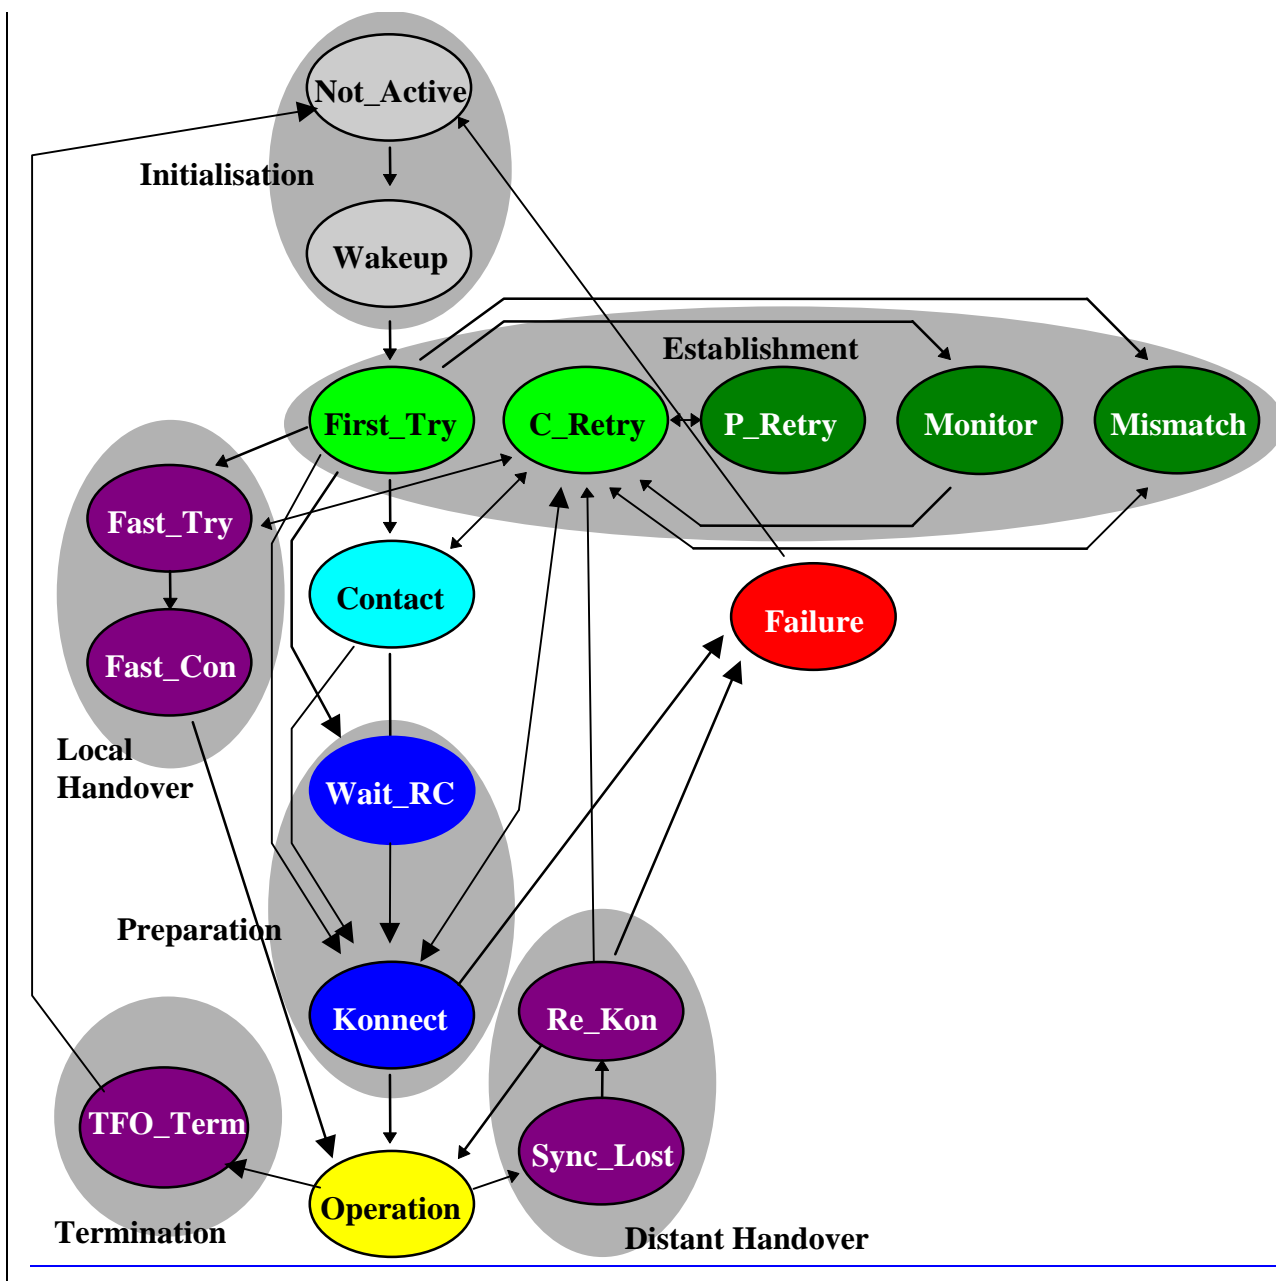 Not_Active
Initialisation
Wakeup
Establishment
First_Try
C_Retry
P_Retry
Monitor
Mismatch
Fast_Try
Contact
Failure
Fast_Con
Local
Handover
Wait_RC
Preparation
Konnect
Re_Kon
TFO_Term
Sync_Lost
Operation
Termination
Distant Handover